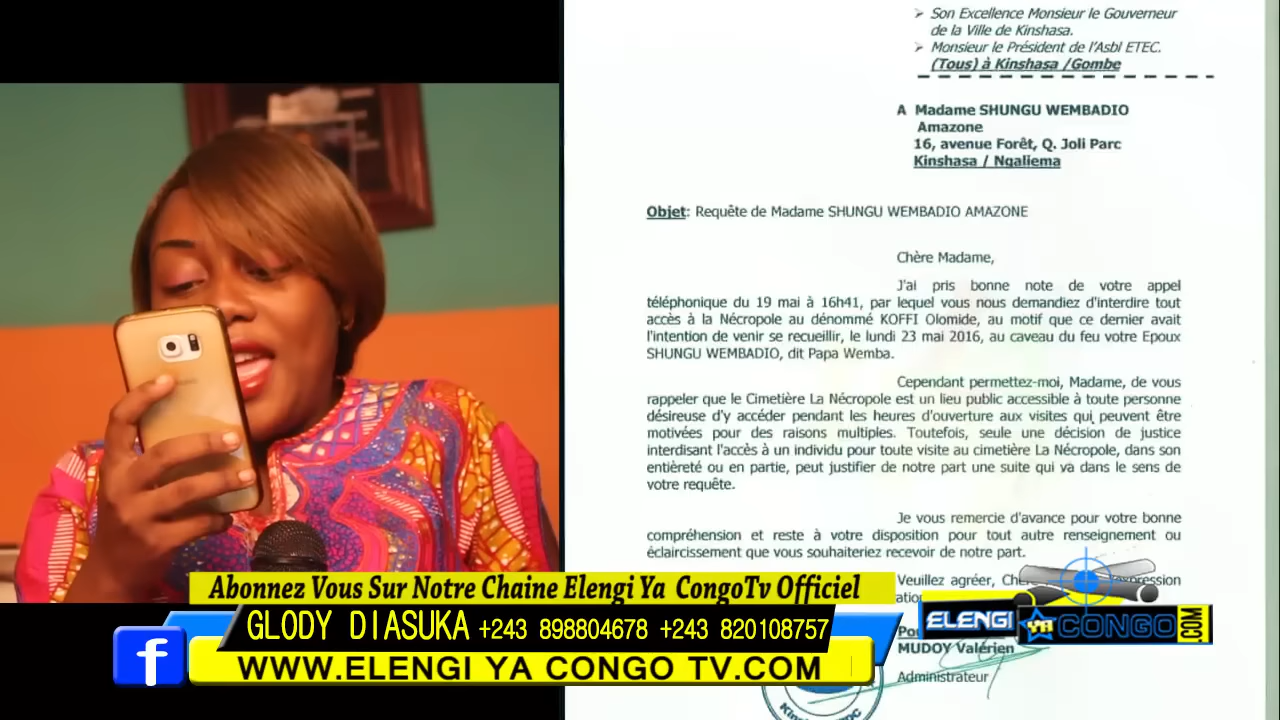 ➢ Son Excellence Monsieur le Gouverneur
de la Ville de Kinshasa.
➢ Monsieur le Président de l'Asbl ETEC.
(Tous) à Kinshasa /Gombe
A Madame SHUNGU WEMBADIO
Amazone
16, avenue Forêt, Q. Joli Parc
Kinshasa / Ngaliema
Objet: Requête de Madame SHUNGU WEMBADIO AMAZONE
Chère Madame,
J'ai pris bonne note de votre appel
téléphonique du 19 mai à 16h41, par lequel vous nous demandiez d'interdire tout
accès à la Nécropole au dénommé KOFFI Olomide, au motif que ce dernier avait
l'intention de venir se recueillir, le lundi 23 mai 2016, au caveau du feu votre Epoux
SHUNGU WEMBADIO, dit Papa Wemba.
Cependant permettez-moi, Madame, de vous
rappeler que le Cimetière La Nécropole est un lieu public accessible à toute personne
désireuse d'y accéder pendant les heures d'ouverture aux visites qui peuvent être
motivées pour des raisons multiples. Toutefois, seule une décision de justice
interdisant l'accès à un individu pour toute visite au cimetière La Nécropole, dans son
entièreté ou en partie, peut justifier de notre part une suite qui va dans le sens de
votre requête.
Je vous remercie d'avance pour votre bonne
compréhension et reste à votre disposition pour tout autre renseignement ou
éclaircissement que vous souhaiteriez recevoir de notre part.
Veuillez agréer,
MUDOY Valérien
Administrateur
Abonnez Vous Sur Notre Chaine Elengi Ya CongoTv Officiel
GLODY DIASUKA +243 898804678 +243 820108757
f WWW.ELENGI YA CONGO TV.COM
ELENGI YA CONGO .COM